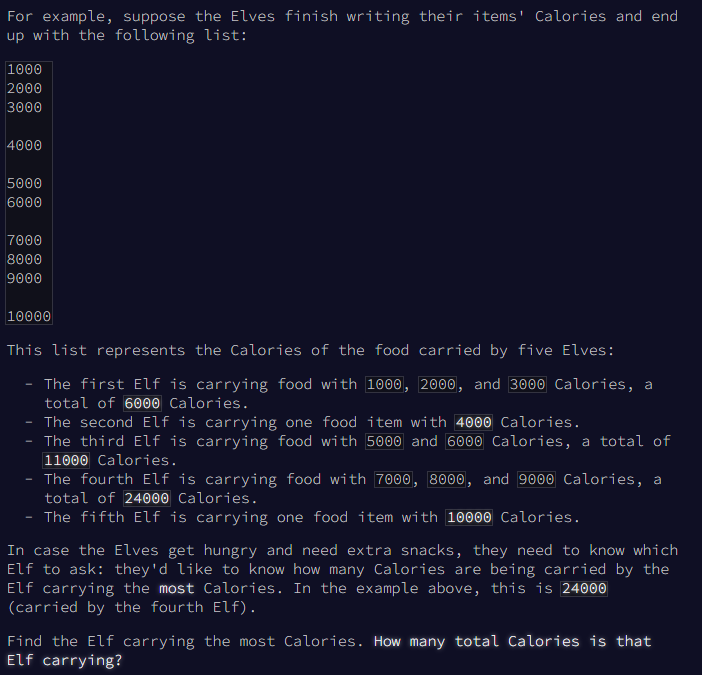 For example, suppose the Elves finish writing their items' Calories and end
up with the following list:
1000
2000
3000
4000
5000
6000
7000
8000
9000
10000
This list represents the Calories of the food carried by five Elves:
- The first Elf is carrying food with 1000, 2000, and 3000 Calories, a
total of 6000 Calories.
- The second Elf is carrying one food item with 4000 Calories.
- The third Elf is carrying food with 5000 and 6000 Calories, a total of
11000 Calories.
- The fourth Elf is carrying food with 7000, 8000, and 9000 Calories, a
total of 24000 Calories.
- The fifth Elf is carrying one food item with 10000 Calories.
In case the Elves get hungry and need extra snacks, they need to know which
Elf to ask: they'd like to know how many Calories are being carried by the
Elf carrying the most Calories. In the example above, this is 24000
(carried by the fourth Elf).
Find the Elf carrying the most Calories. How many total Calories is that
Elf carrying?